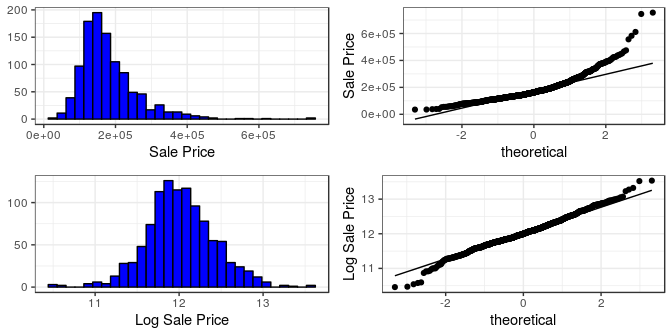 200
150
100
50
0
0e+00 2e+05 4e+05 6e+05
Sale Price
Sale Price
6e+05
4e+05
2e+05
0e+00
-2 0 2
theoretical
100
50
0
11 12 13
Log Sale Price
Log Sale Price
13
12
11
-2 0 2
theoretical